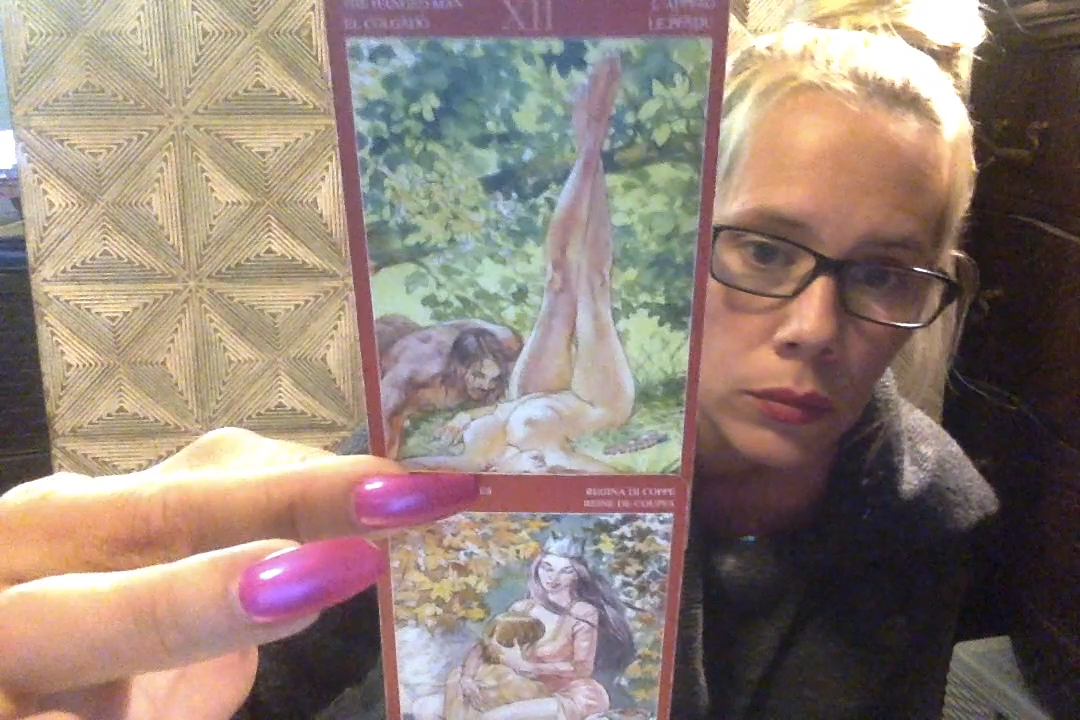 THE HANGED MAN
XII
L'APPESO
EL COLGADO
LE PENDU
REGINA DI COPPE
REINE DE COUPES